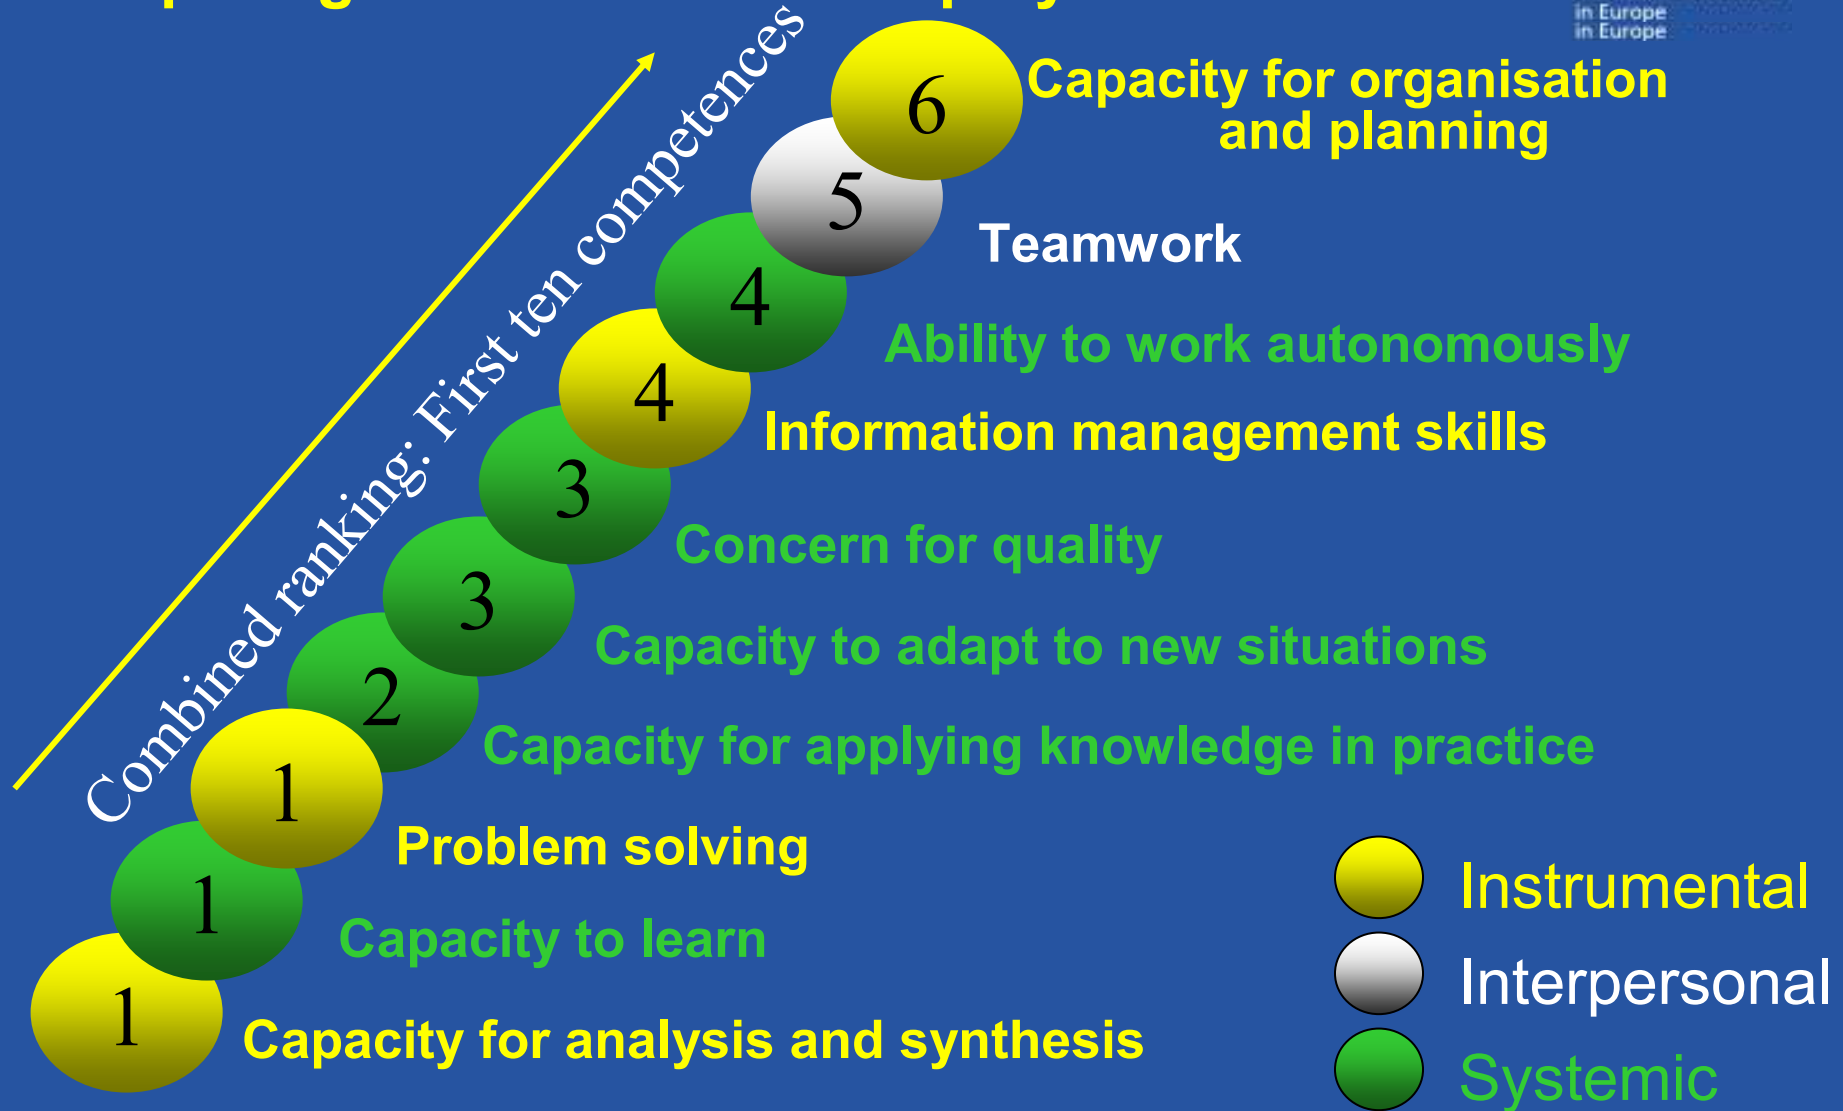 in Europe
in Europe
Combined ranking: First ten competences
6
Capacity for organisation
and planning
5
Teamwork
4
Ability to work autonomously
4
Information management skills
3
Concern for quality
3
Capacity to adapt to new situations
2
Capacity for applying knowledge in practice
1
Problem solving
1
Capacity to learn
1
Capacity for analysis and synthesis
Instrumental
Interpersonal
Systemic